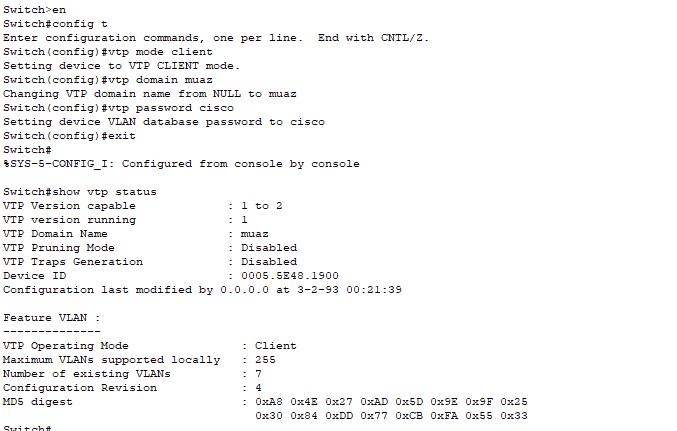 Switch>en
Switch#config t
Enter configuration commands, one per line.  End with CNTL/Z.
Switch(config)#vtp mode client
Setting device to VTP CLIENT mode.
Switch(config)#vtp domain muaz
Changing VTP domain name from NULL to muaz
Switch(config)#vtp password cisco
Setting device VLAN database password to cisco
Switch(config)#exit
Switch#
%SYS-5-CONFIG_I: Configured from console by console
Switch#show vtp status
VTP Version capable : 1 to 2
VTP version running : 1
VTP Domain Name : muaz
VTP Pruning Mode : Disabled
VTP Traps Generation : Disabled
Device ID : 0005.5E48.1900
Configuration last modified by 0.0.0.0 at 3-2-93 00:21:39
Feature VLAN :
--------------
VTP Operating Mode : Client
Maximum VLANs supported locally : 255
Number of existing VLANs : 7
Configuration Revision : 4
MD5 digest : 0xA8 0x4E 0x27 0xAD 0x5D 0x9E 0x9F 0x25
0x30 0x84 0xDD 0x77 0xCB 0xFA 0x55 0x33
Switch#